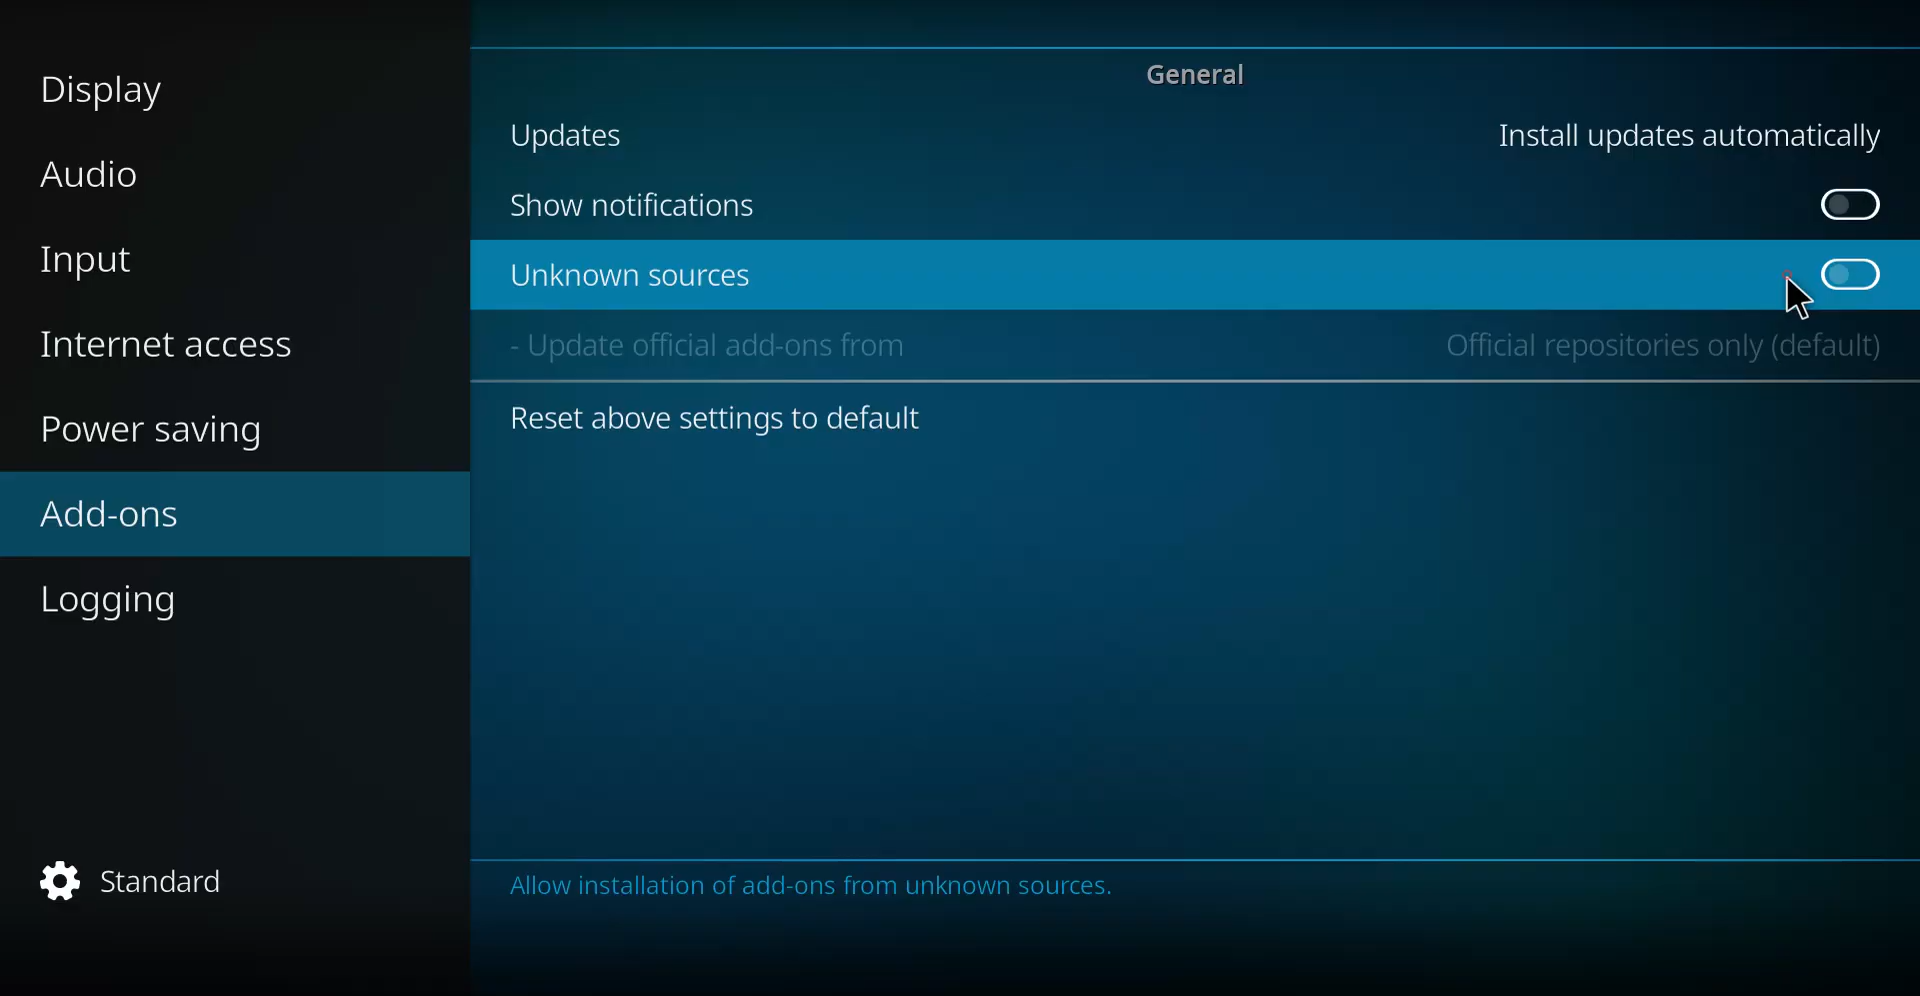 Display
Audio
Input
Internet access
Power saving
Add-ons
Logging
Standard
General
Updates Install updates automatically
Show notifications
Unknown sources
- Update official add-ons from Official repositories only (default)
Reset above settings to default
Allow installation of add-ons from unknown sources.